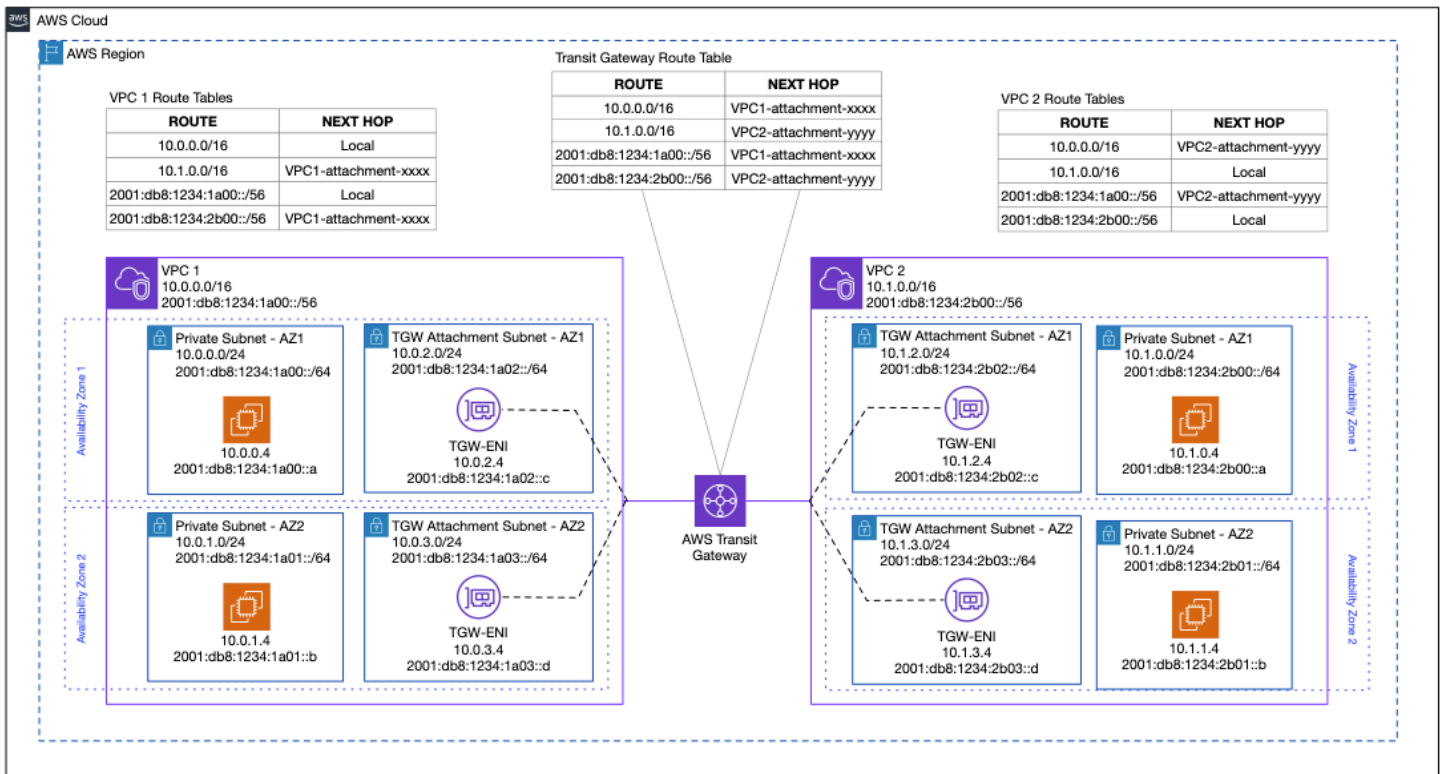 aws
AWS Cloud
AWS Region
Transit Gateway Route Table
ROUTE NEXT HOP
10.0.0.0/16 VPC1-attachment-xxxx
10.1.0.0/16 VPC2-attachment-yyyy
2001:db8:1234:1a00::/56 VPC1-attachment-xxxx
2001:db8:1234:2b00::/56 VPC2-attachment-yyyy
VPC 1 Route Tables
ROUTE NEXT HOP
10.0.0.0/16 Local
10.1.0.0/16 VPC1-attachment-xxxx
2001:db8:1234:1a00::/56 Local
2001:db8:1234:2b00::/56 VPC1-attachment-xxxx
VPC 2 Route Tables
ROUTE NEXT HOP
10.0.0.0/16 VPC2-attachment-yyyy
10.1.0.0/16 Local
2001:db8:1234:1a00::/56 VPC2-attachment-yyyy
2001:db8:1234:2b00::/56 Local
VPC 1
10.0.0.0/16
2001:db8:1234:1a00::/56
Availability Zone 1
Private Subnet - AZ1
10.0.0.0/24
2001:db8:1234:1a00::/64
10.0.0.4
2001:db8:1234:1a00::a
TGW Attachment Subnet - AZ1
10.0.2.0/24
2001:db8:1234:1a02::/64
TGW-ENI
10.0.2.4
2001:db8:1234:1a02::c
Availability Zone 2
Private Subnet - AZ2
10.0.1.0/24
2001:db8:1234:1a01::/64
10.0.1.4
2001:db8:1234:1a01::b
TGW Attachment Subnet - AZ2
10.0.3.0/24
2001:db8:1234:1a03::/64
TGW-ENI
10.0.3.4
2001:db8:1234:1a03::d
AWS Transit
Gateway
VPC 2
10.1.0.0/16
2001:db8:1234:2b00::/56
TGW Attachment Subnet - AZ1
10.1.2.0/24
2001:db8:1234:2b02::/64
TGW-ENI
10.1.2.4
2001:db8:1234:2b02::c
Private Subnet - AZ1
10.1.0.0/24
2001:db8:1234:2b00::/64
10.1.0.4
2001:db8:1234:2b00::a
Availability Zone 1
TGW Attachment Subnet - AZ2
10.1.3.0/24
2001:db8:1234:2b03::/64
TGW-ENI
10.1.3.4
2001:db8:1234:2b03::d
Private Subnet - AZ2
10.1.1.0/24
2001:db8:1234:2b01::/64
10.1.1.4
2001:db8:1234:2b01::b
Availability Zone 2